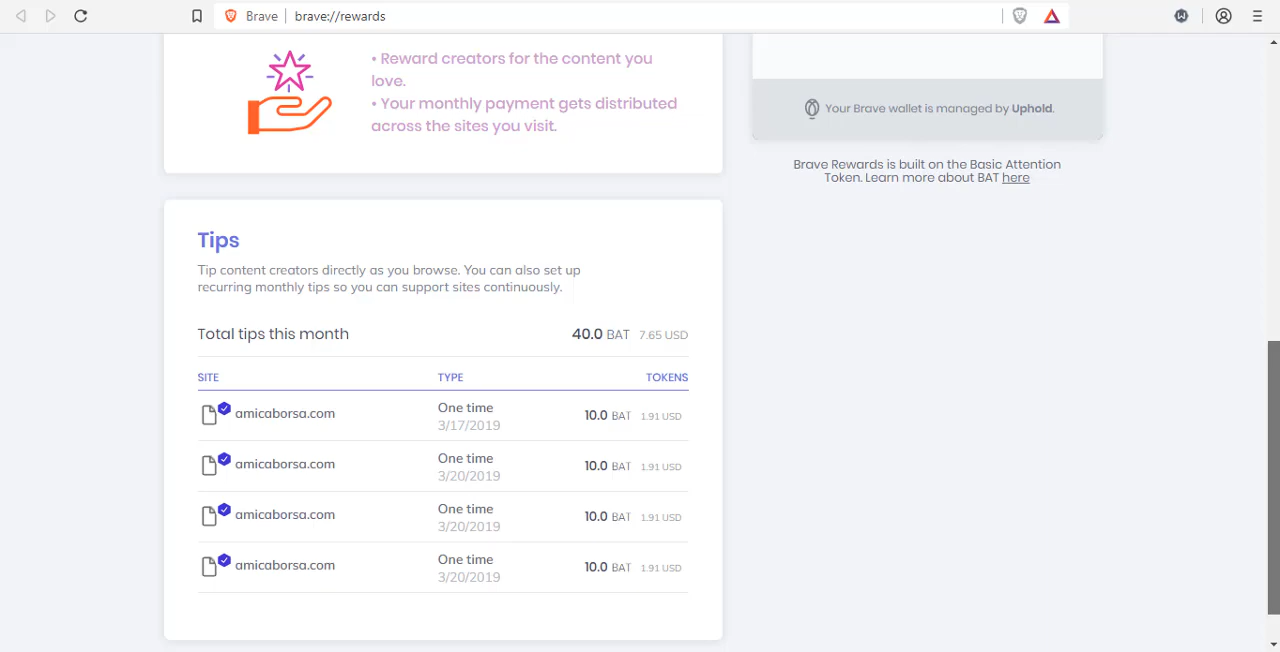 Brave brave://rewards
• Reward creators for the content you
love.
• Your monthly payment gets distributed
across the sites you visit.
Your Brave wallet is managed by Uphold.
Brave Rewards is built on the Basic Attention
Token. Learn more about BAT here
Tips
Tip content creators directly as you browse. You can also set up
recurring monthly tips so you can support sites continuously.
Total tips this month 40.0 BAT 7.65 USD
SITE TYPE TOKENS
amicaborsa.com One time 10.0 BAT 1.91 USD
3/17/2019
amicaborsa.com One time 10.0 BAT 1.91 USD
3/20/2019
amicaborsa.com One time 10.0 BAT 1.91 USD
3/20/2019
amicaborsa.com One time 10.0 BAT 1.91 USD
3/20/2019